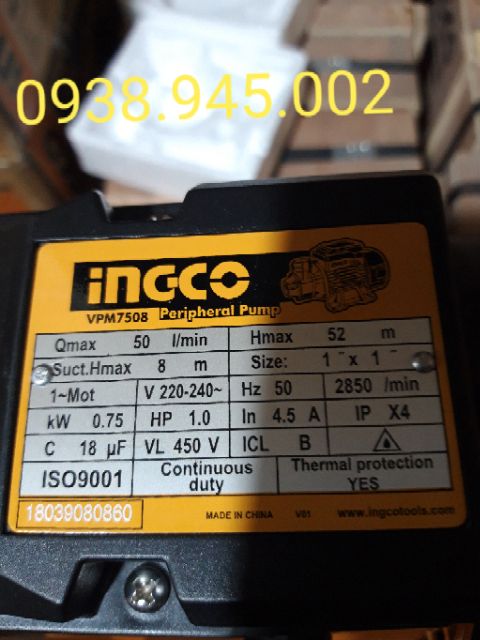 0938.945.002
INGCO
VPM7508 Peripheral Pump
Qmax 50 l/min Hmax 52 m
Suct.Hmax 8 m Size: 1" x 1"
1~Mot V 220-240~ Hz 50 2850 /min
kW 0.75 HP 1.0 In 4.5 A IP X4
C 18 µF VL 450 V ICL B
ISO9001 Continuous duty Thermal protection YES
18039080860 MADE IN CHINA V01 www.ingcotools.com